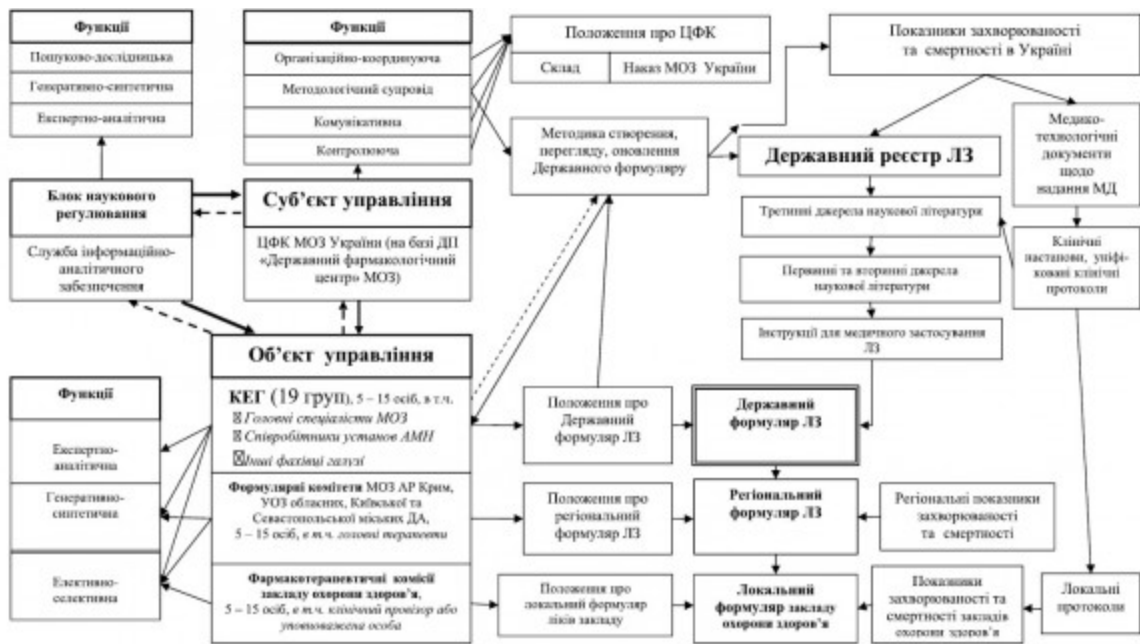 Функції
Пошуково-дослідницька
Генеративно-синтетична
Експертно-аналітична
Функції
Організаційно-координуюча
Методологічний супровід
Комунікативна
Контролююча
Положення про ЦФК
Склад
Наказ МОЗ України
Показники захворюваності
та смертності в Україні
Методика створення,
перегляду, оновлення
Державного формуляру
Державний реєстр ЛЗ
Медико-
технологічні
документи
щодо
надання МД
Блок наукового
регулювання
Служба інформаційно-
аналітичного
забезпечення
Суб’єкт управління
ЦФК МОЗ України (на базі ДП
«Державний фармакологічний
центр» МОЗ)
Третинні джерела наукової літератури
Первинні та вторинні джерела
наукової літератури
Інструкції для медичного застосування
ЛЗ
Клінічні
настанови, уніфі-
ковані клінічні
протоколи
Об’єкт управління
КЕГ (19 груп), 5 – 15 осіб, в т.ч.
Головні спеціалісти МОЗ
Співробітники установ АМН
Інші фахівці галузі
Формулярні комітети МОЗ АР Крим,
УОЗ обласних, Київської та
Севастопольської міських ДА,
5 – 15 осіб, в т.ч. головні терапевти
Фармакотерапевтичні комісії
закладу охорони здоров’я,
5 – 15 осіб, в т.ч. клінічний провізор або
уповноважена особа
Функції
Експертно-
аналітична
Генеративно-
синтетична
Елективно-
селективна
Положення про
Державний
формуляр ЛЗ
Державний
формуляр ЛЗ
Положення про
регіональний
формуляр ЛЗ
Регіональний
формуляр ЛЗ
Регіональні показники
захворюваності
та смертності
Положення про
локальний формуляр
ліків закладу
Локальний
формуляр закладу
охорони здоров’я
Показники
захворюваності та
смертності закладів
охорони здоров’я
Локальні
протоколи